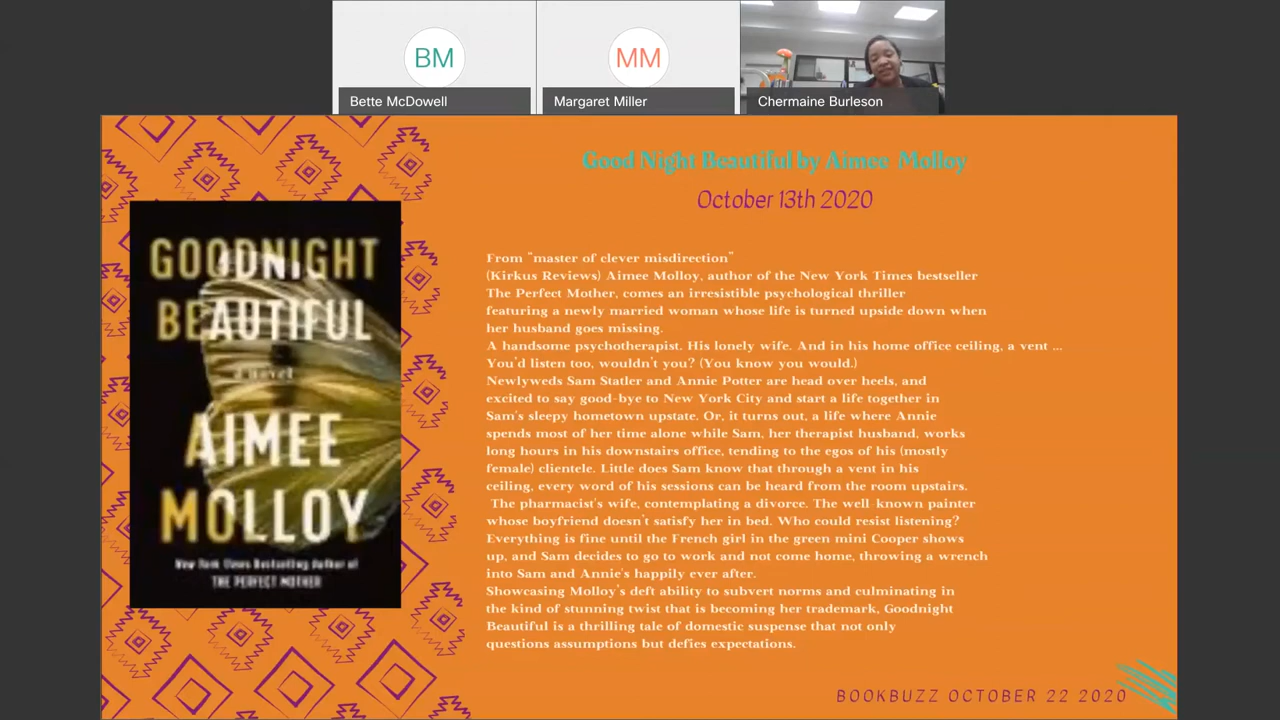 BM
MM
Bette McDowell
Margaret Miller
Chermaine Burleson
Good Night Beautiful by Aimee Molloy
October 13th 2020
GOODNIGHT
BEAUTIFUL
a novel
AIMEE
MOLLOY
New York Times Bestselling Author of
THE PERFECT MOTHER
From "master of clever misdirection"
(Kirkus Reviews) Aimee Molloy, author of the New York Times bestseller
The Perfect Mother, comes an irresistible psychological thriller
featuring a newly married woman whose life is turned upside down when
her husband goes missing.
A handsome psychotherapist. His lonely wife. And in his home office ceiling, a vent ...
You'd listen too, wouldn't you? (You know you would.)
Newlyweds Sam Statler and Annie Potter are head over heels, and
excited to say good-bye to New York City and start a life together in
Sam's sleepy hometown upstate. Or, it turns out, a life where Annie
spends most of her time alone while Sam, her therapist husband, works
long hours in his downstairs office, tending to the egos of his (mostly
female) clientele. Little does Sam know that through a vent in his
ceiling, every word of his sessions can be heard from the room upstairs.
The pharmacist's wife, contemplating a divorce. The well-known painter
whose boyfriend doesn't satisfy her in bed. Who could resist listening?
Everything is fine until the French girl in the green mini Cooper shows
up, and Sam decides to go to work and not come home, throwing a wrench
into Sam and Annie's happily ever after.
Showcasing Molloy's deft ability to subvert norms and culminating in
the kind of stunning twist that is becoming her trademark, Goodnight
Beautiful is a thrilling tale of domestic suspense that not only
questions assumptions but defies expectations.
BOOKBUZZ OCTOBER 22 2020